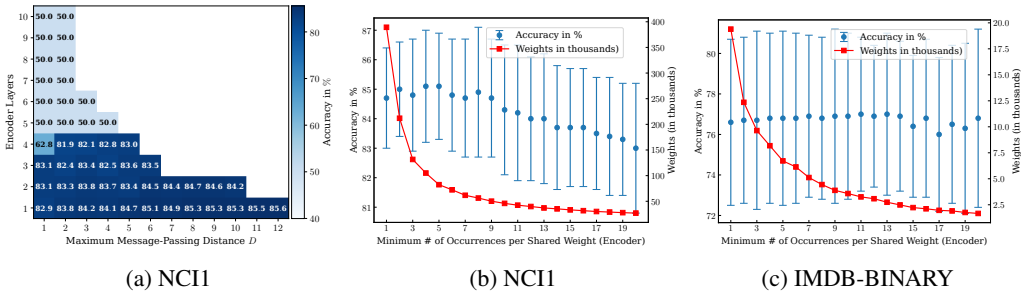 10 50.0 50.0
9 50.0 50.0
8 50.0 50.0
7 50.0 50.0
6 50.0 50.0 50.0
5 50.0 50.0 50.0 50.0
4 62.8 81.9 82.1 82.8 83.0
3 83.1 82.4 83.4 82.5 83.6 83.5
2 83.1 83.3 83.8 83.7 83.4 84.5 84.4 84.7 84.6 84.2
1 82.9 83.8 84.2 84.1 84.7 85.1 84.9 85.3 85.3 85.3 85.5 85.6
1 2 3 4 5 6 7 8 9 10 11 12
Encoder Layers
Maximum Message-Passing Distance D
80
70
60
50
40
Accuracy in %
(a) NCI1
87
86
85
84
83
82
81
Accuracy in %
Accuracy in %
Weights in thousands)
400
350
300
250
200
150
100
50
Weights (in thousands)
1 3 5 7 9 11 13 15 17 19
Minimum # of Occurrences per Shared Weight (Encoder)
(b) NCI1
80
78
76
74
72
Accuracy in %
Accuracy in %
Weights in thousands)
20.0
17.5
15.0
12.5
10.0
7.5
5.0
2.5
Weights (in thousands)
1 3 5 7 9 11 13 15 17 19
Minimum # of Occurrences per Shared Weight (Encoder)
(c) IMDB-BINARY